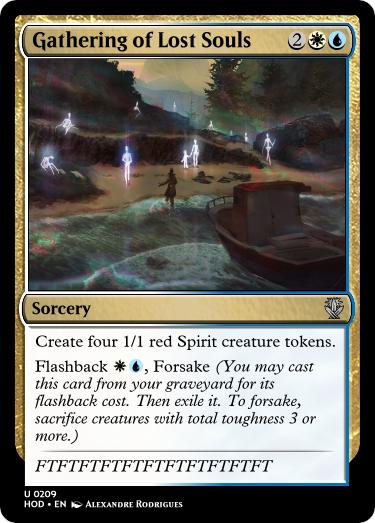 Gathering of Lost Souls 2
Sorcery
Create four 1/1 red Spirit creature tokens.
Flashback , Forsake (You may cast
this card from your graveyard for its
flashback cost. Then exile it. To forsake,
sacrifice creatures with total toughness 3 or
more.)
FTFTFTFTFTFTFTFTFTFTFT
U 0209
HOD • EN Alexandre Rodrigues